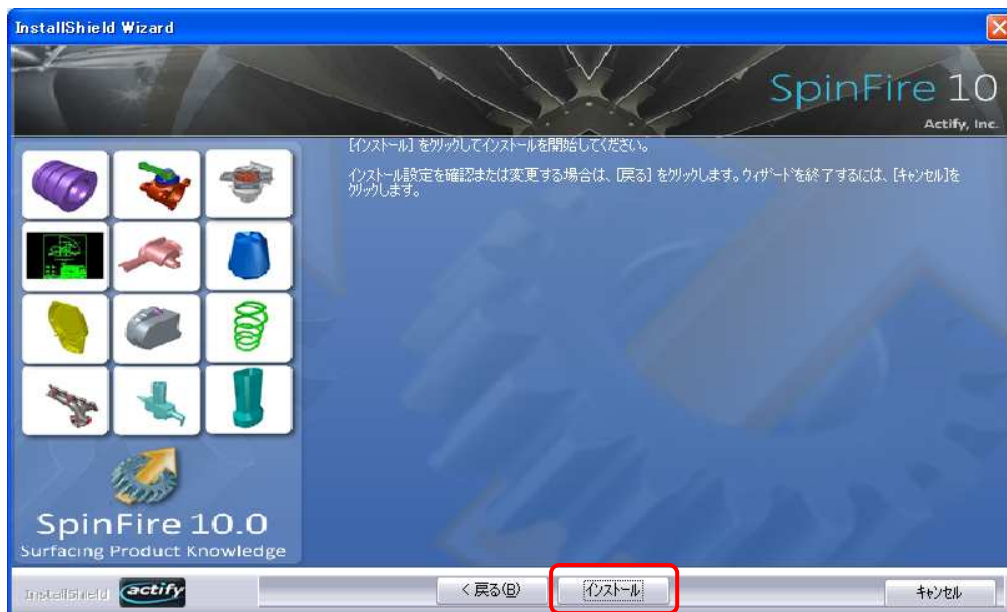 InstallShield Wizard
SpinFire 10
Actify, Inc.
[インストール] をクリックしてインストールを開始してください。
インストール設定を確認または変更する場合は、[戻る] をクリックします。ウィザードを終了するには、[キャンセル]を
クリックします。
SpinFire 10.0
Surfacing Product Knowledge
InstallShield
actify
< 戻る(B)
インストール
キャンセル